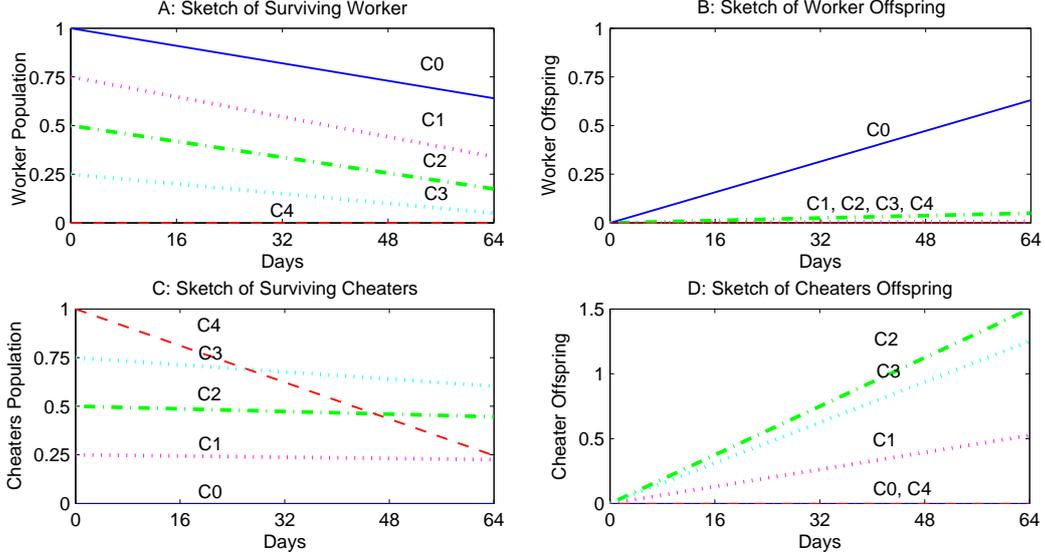 A: Sketch of Surviving Worker
Worker Population
1
0.75
0.5
0.25
0
C0
C1
C2
C3
C4
0 16 32 48 64
Days
B: Sketch of Worker Offspring
Worker Offspring
1
0.75
0.5
0.25
0
C0
C1, C2, C3, C4
0 16 32 48 64
Days
C: Sketch of Surviving Cheaters
Cheaters Population
1
0.75
0.5
0.25
0
C4
C3
C2
C1
C0
0 16 32 48 64
Days
D: Sketch of Cheaters Offspring
Cheater Offspring
1.5
1
0.5
0
C2
C3
C1
C0, C4
0 16 32 48 64
Days